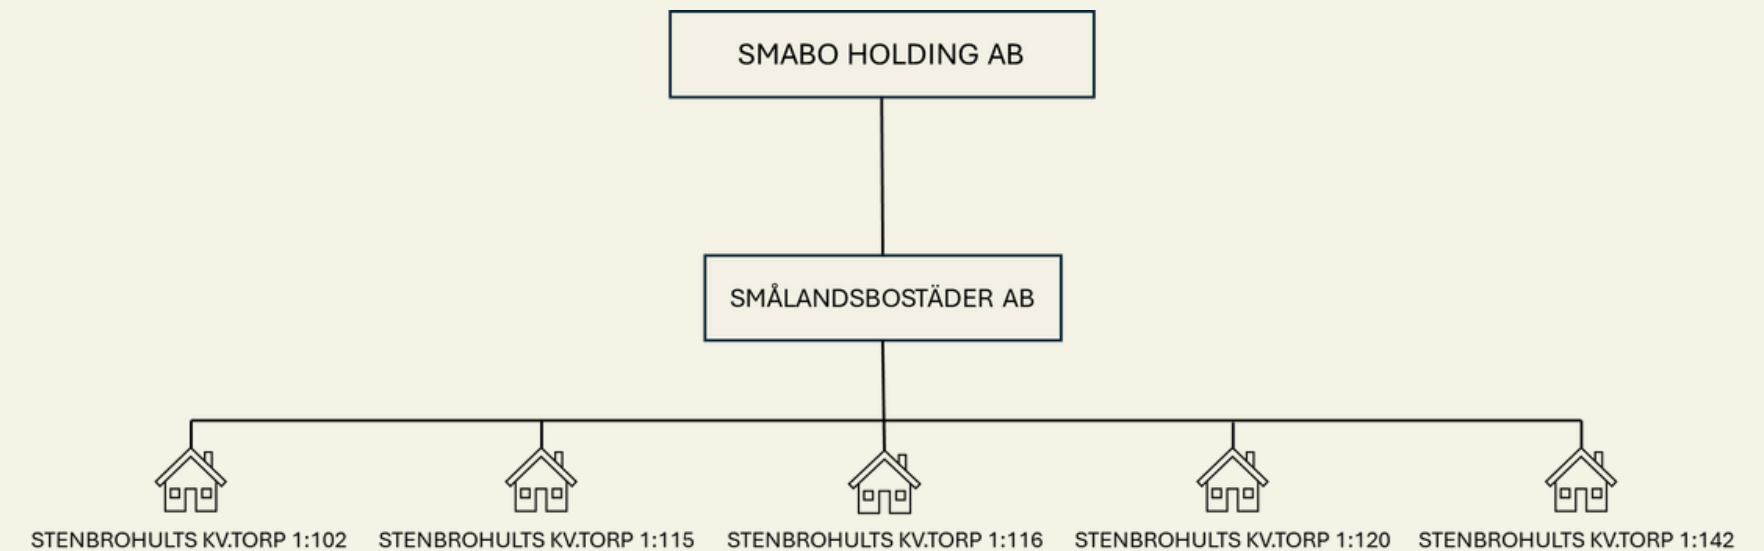 SMABO HOLDING AB
SMÅLANDSBOSTÄDER AB
STENBROHULTS KV.TORP 1:102
STENBROHULTS KV.TORP 1:115
STENBROHULTS KV.TORP 1:116
STENBROHULTS KV.TORP 1:120
STENBROHULTS KV.TORP 1:142